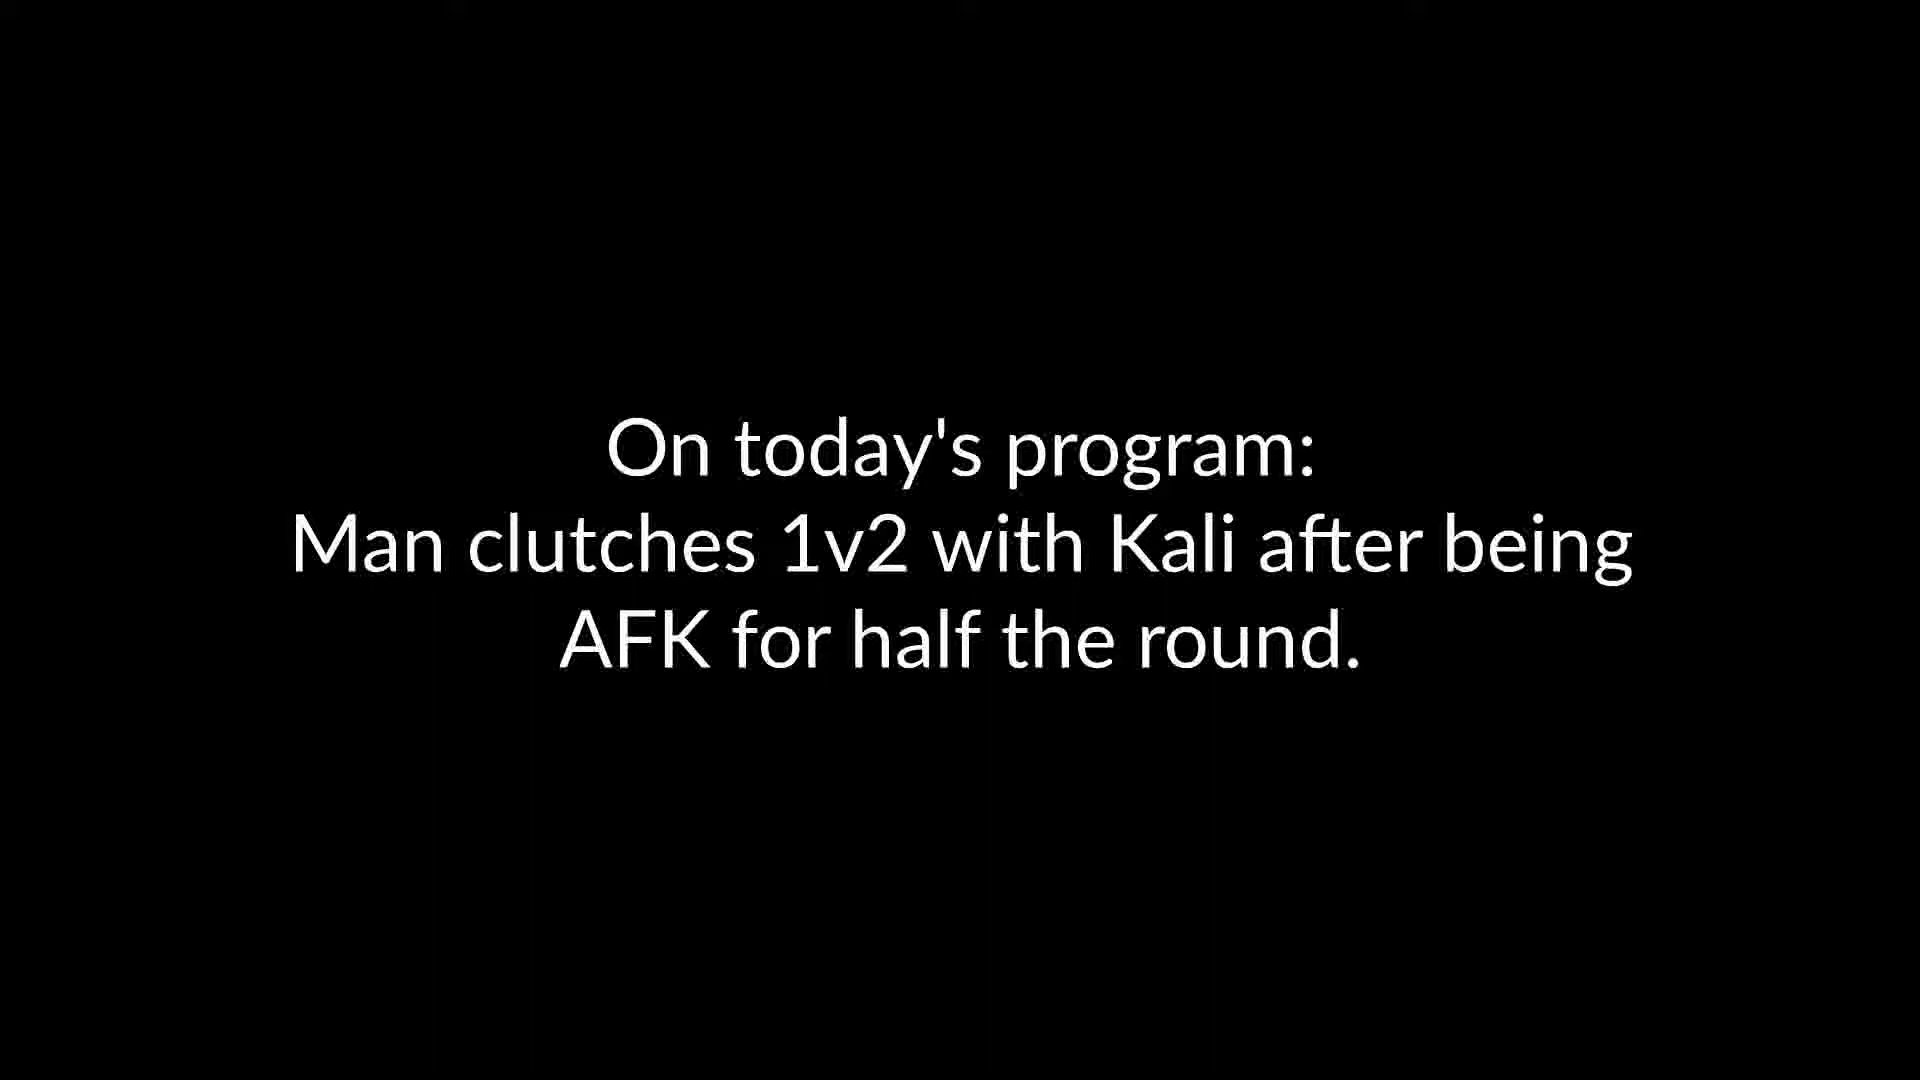 On today's program:
Man clutches 1v2 with Kali after being
AFK for half the round.